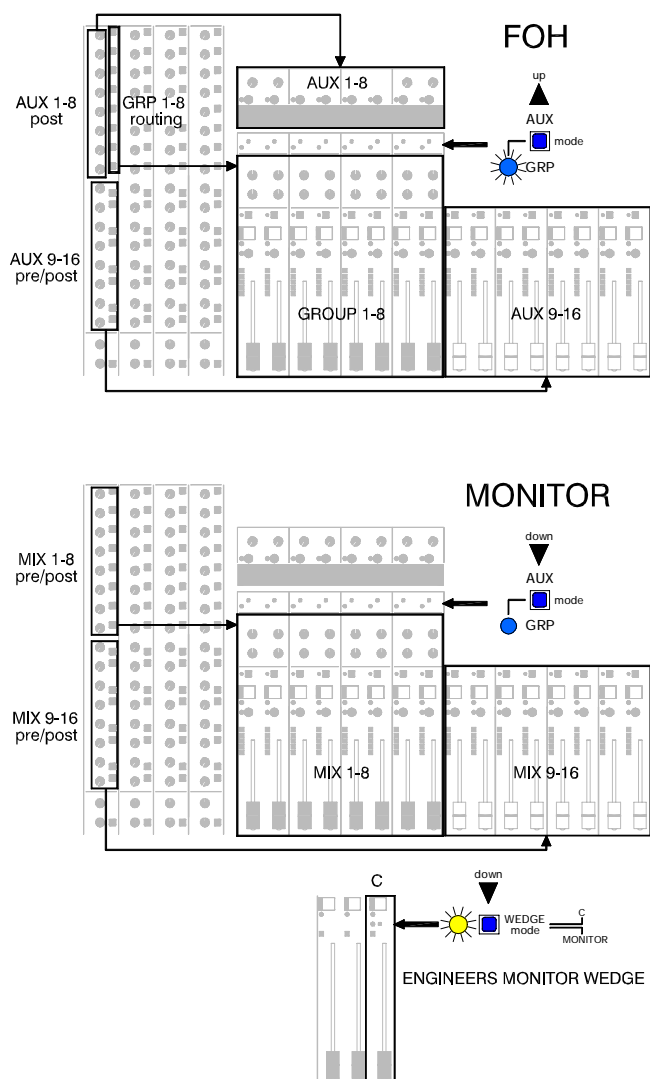 FOH
AUX 1-8
post
GRP 1-8
routing
AUX 1-8
up
AUX
mode
GRP
AUX 9-16
pre/post
GROUP 1-8
AUX 9-16
MONITOR
MIX 1-8
pre/post
down
AUX
mode
GRP
MIX 9-16
pre/post
MIX 1-8
MIX 9-16
C
down
WEDGE
mode
C
MONITOR
ENGINEERS MONITOR WEDGE